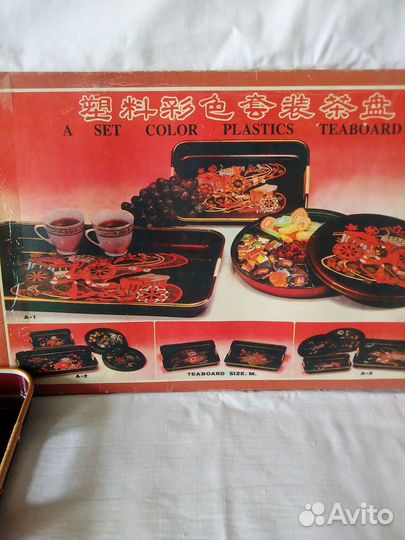 塑料彩色套装茶盘
A SET COLOR PLASTICS TEABOARD
A-1
A-2
TEABOARD SIZE. M.
A-3
Avito